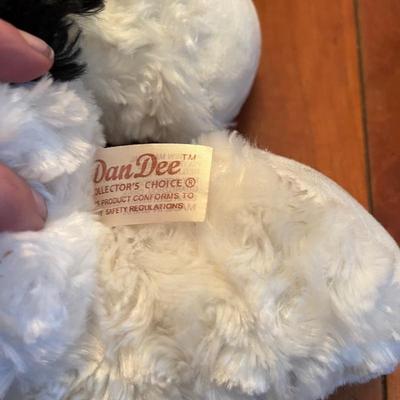 DanDee™
COLLECTOR'S CHOICE®
PRODUCT CONFORMS TO
SAFETY REGULATIONS